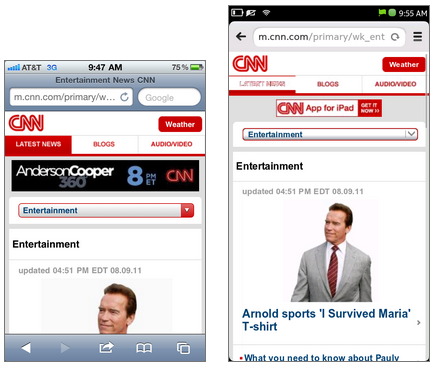 AT&T 3G 9:47 AM 75%
Entertainment News CNN
m.cnn.com/primary/w... Google
CNN Weather
LATEST NEWS BLOGS AUDIO/VIDEO
AndersonCooper
360° 8 PM ET CNN
Entertainment
Entertainment
updated 04:51 PM EDT 08.09.11
9:55 AM
m.cnn.com/primary/wk_ent
CNN Weather
LATEST NEWS BLOGS AUDIO/VIDEO
CNN App for iPad GET IT NOW >>
Entertainment
Entertainment
updated 04:51 PM EDT 08.09.11
Arnold sports 'I Survived Maria'
T-shirt
What you need to know about Pauly